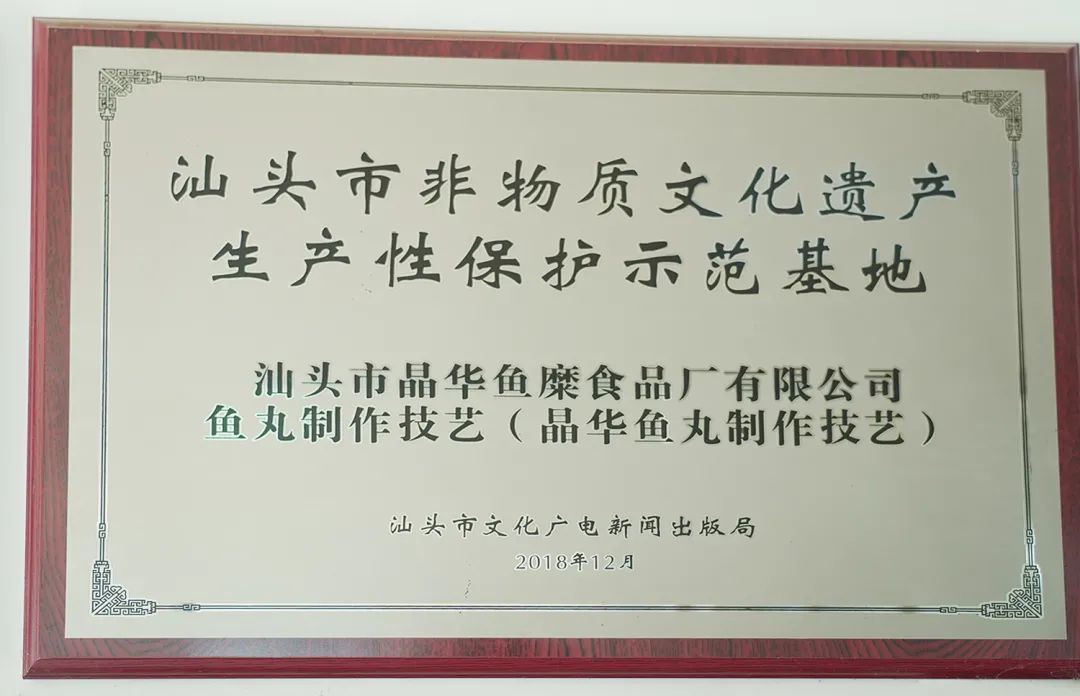 汕头市非物质文化遗产
生产性保护示范基地
汕头市晶华鱼糜食品厂有限公司
鱼丸制作技艺（晶华鱼丸制作技艺）
汕头市文化广电新闻出版局
2018年12月